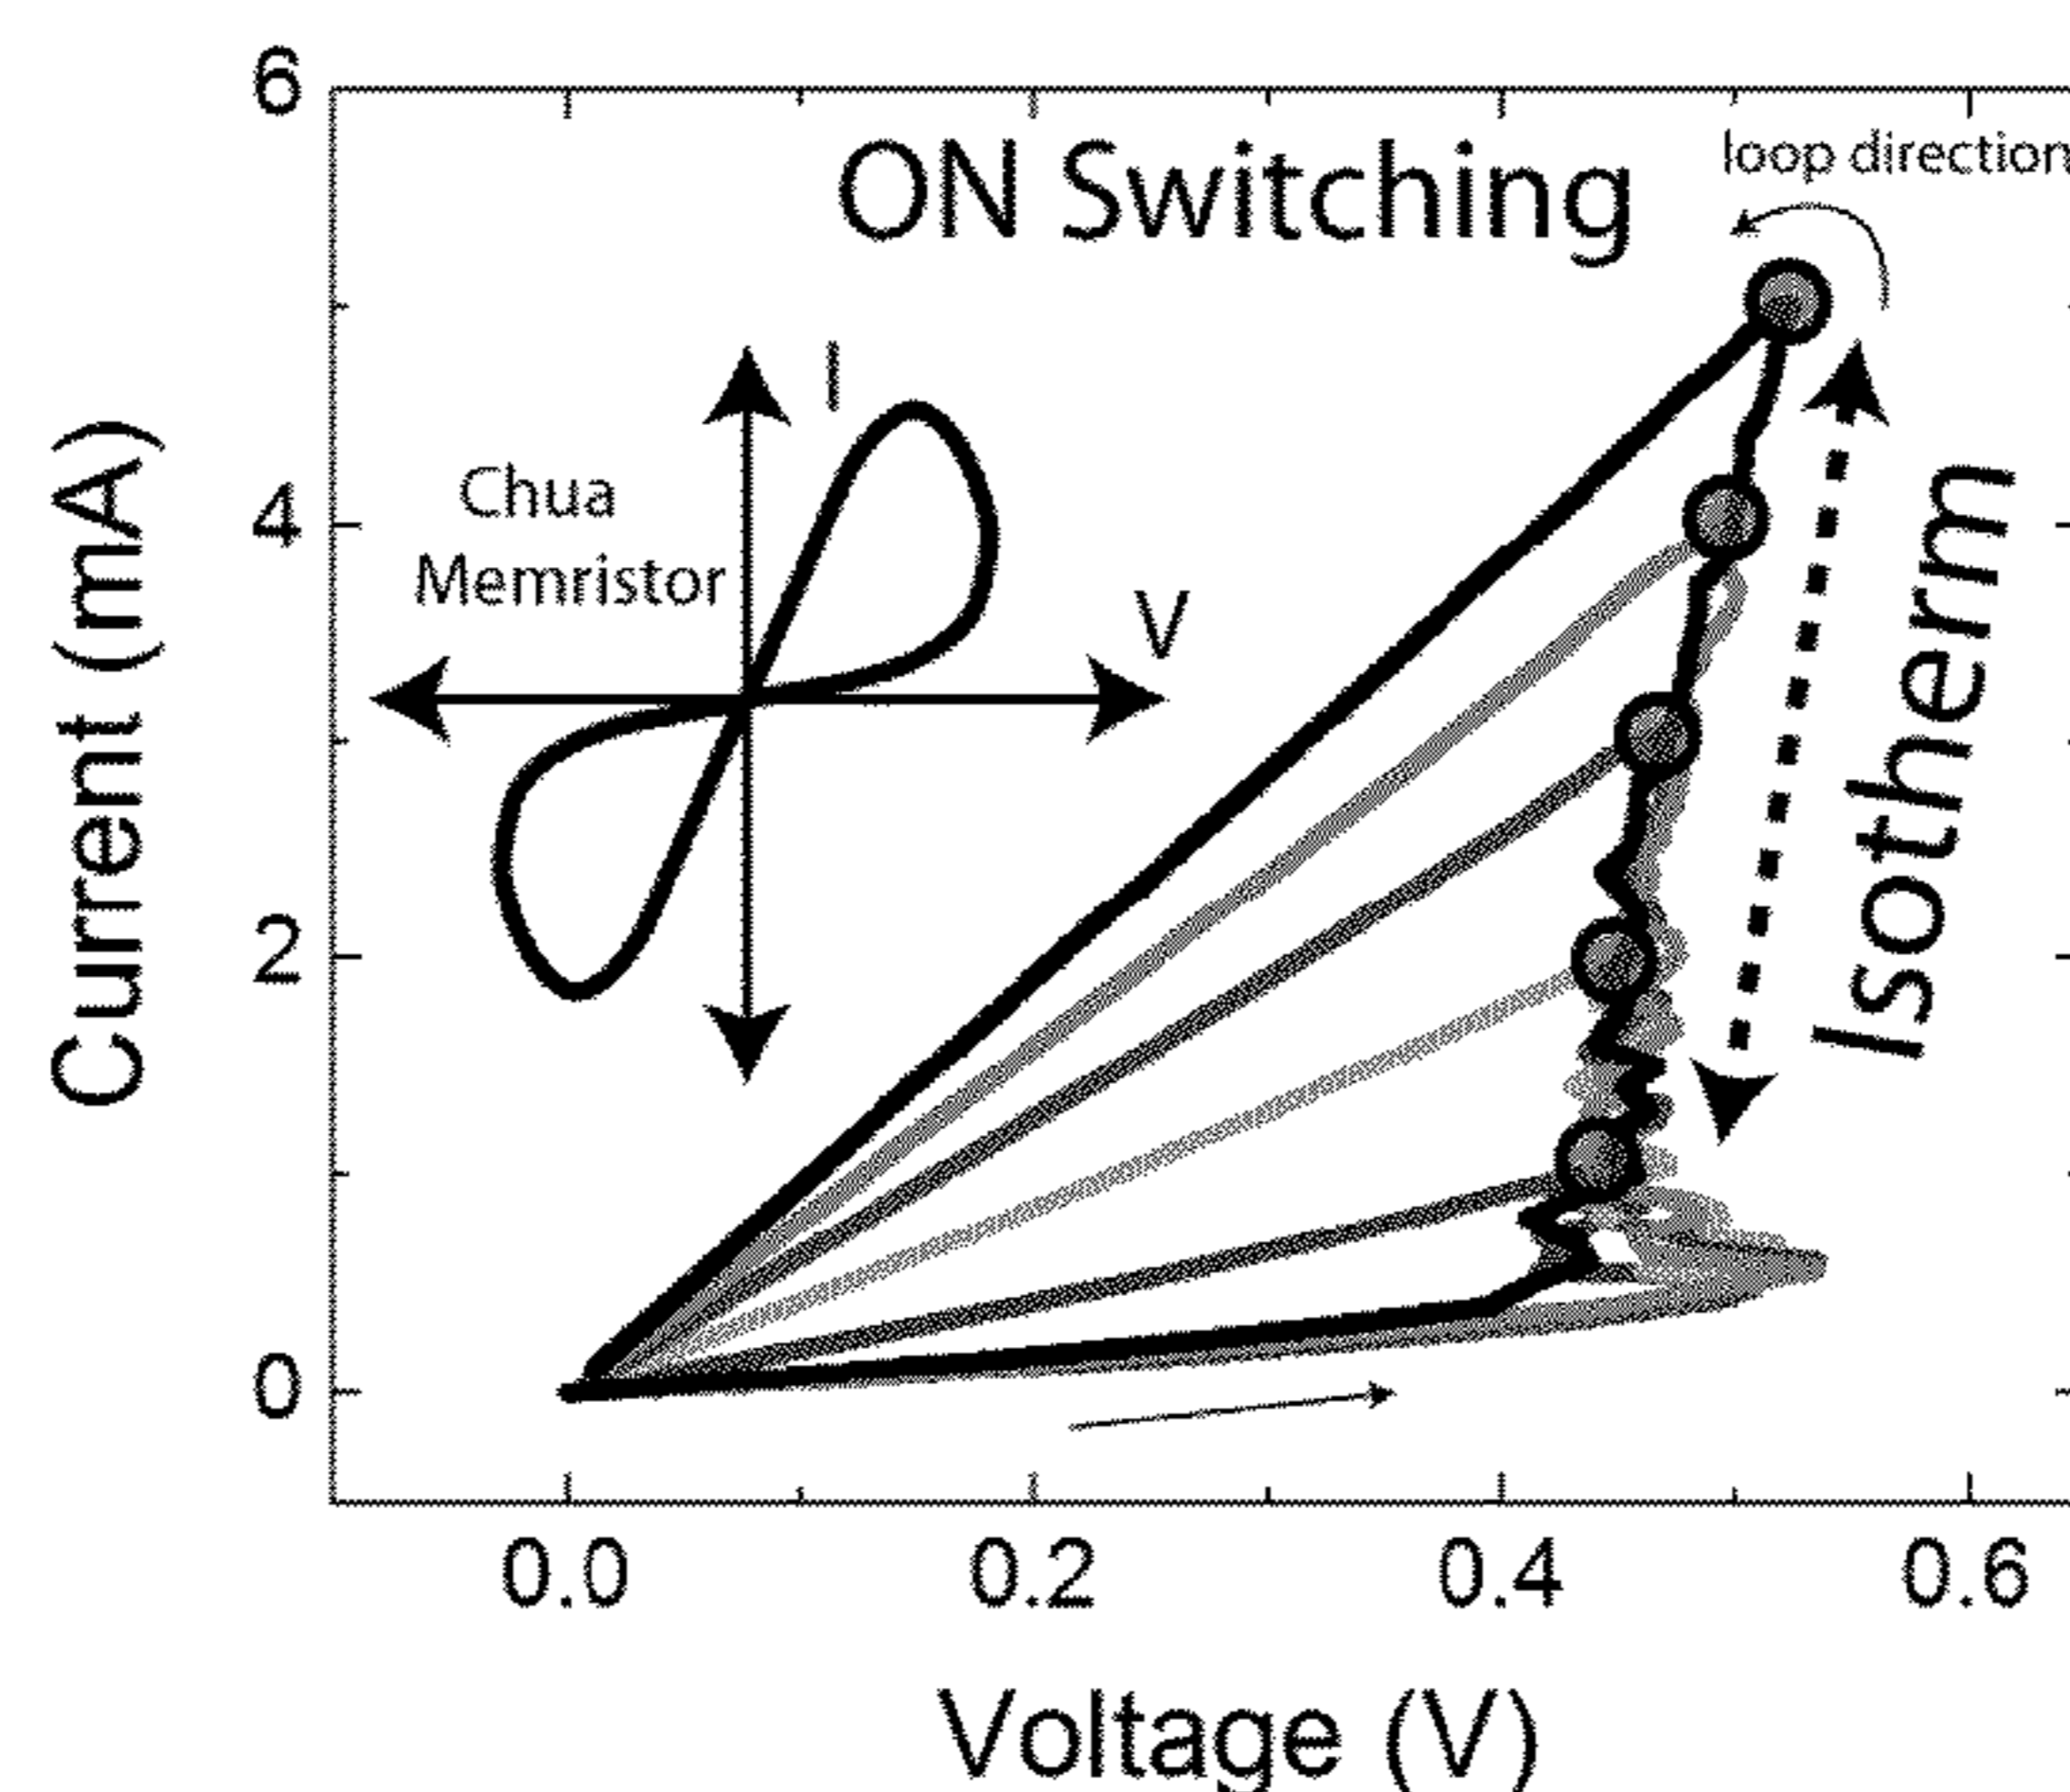 6
4
2
0
Current (mA)
ON Switching
loop direction
I
Chua
Memristor
V
Isotherm
0.0
0.2
0.4
0.6
Voltage (V)